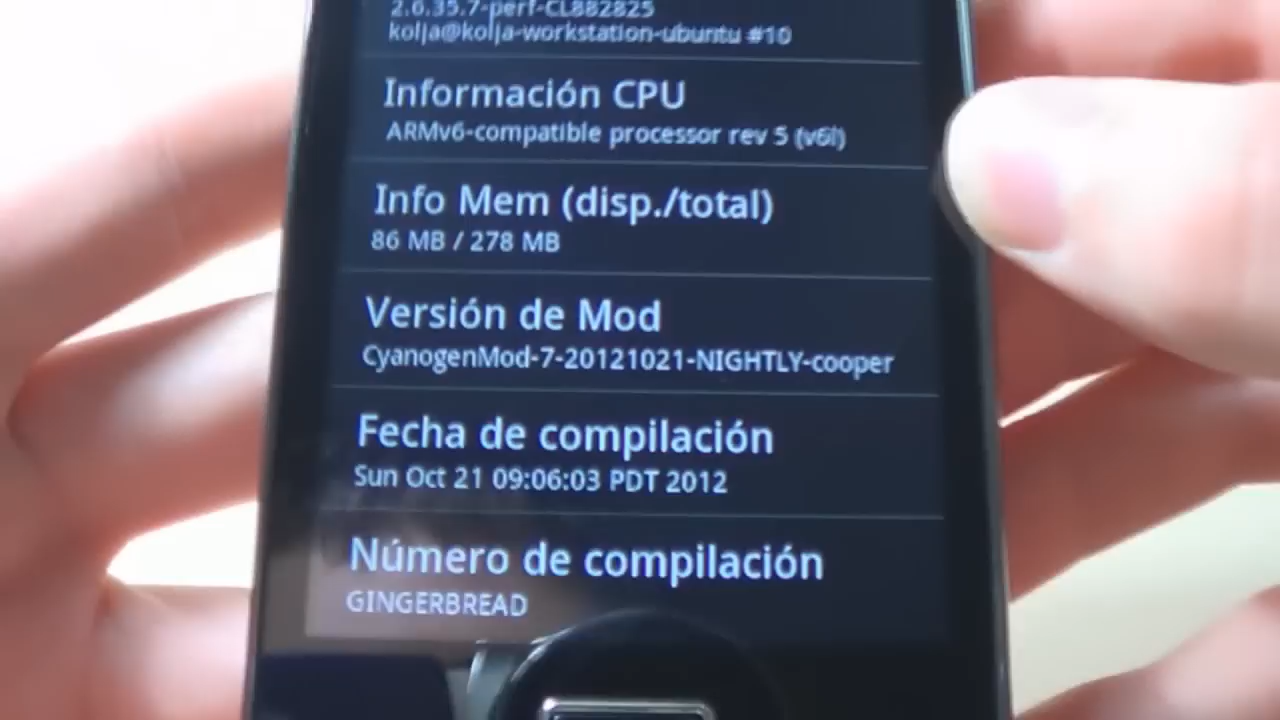 2.6.35.7-perf-CL882825
kolja@kolja-workstation-ubuntu #10
Información CPU
ARMv6-compatible processor rev 5 (v6l)
Info Mem (disp./total)
86 MB / 278 MB
Versión de Mod
CyanogenMod-7-20121021-NIGHTLY-cooper
Fecha de compilación
Sun Oct 21 09:06:03 PDT 2012
Número de compilación
GINGERBREAD